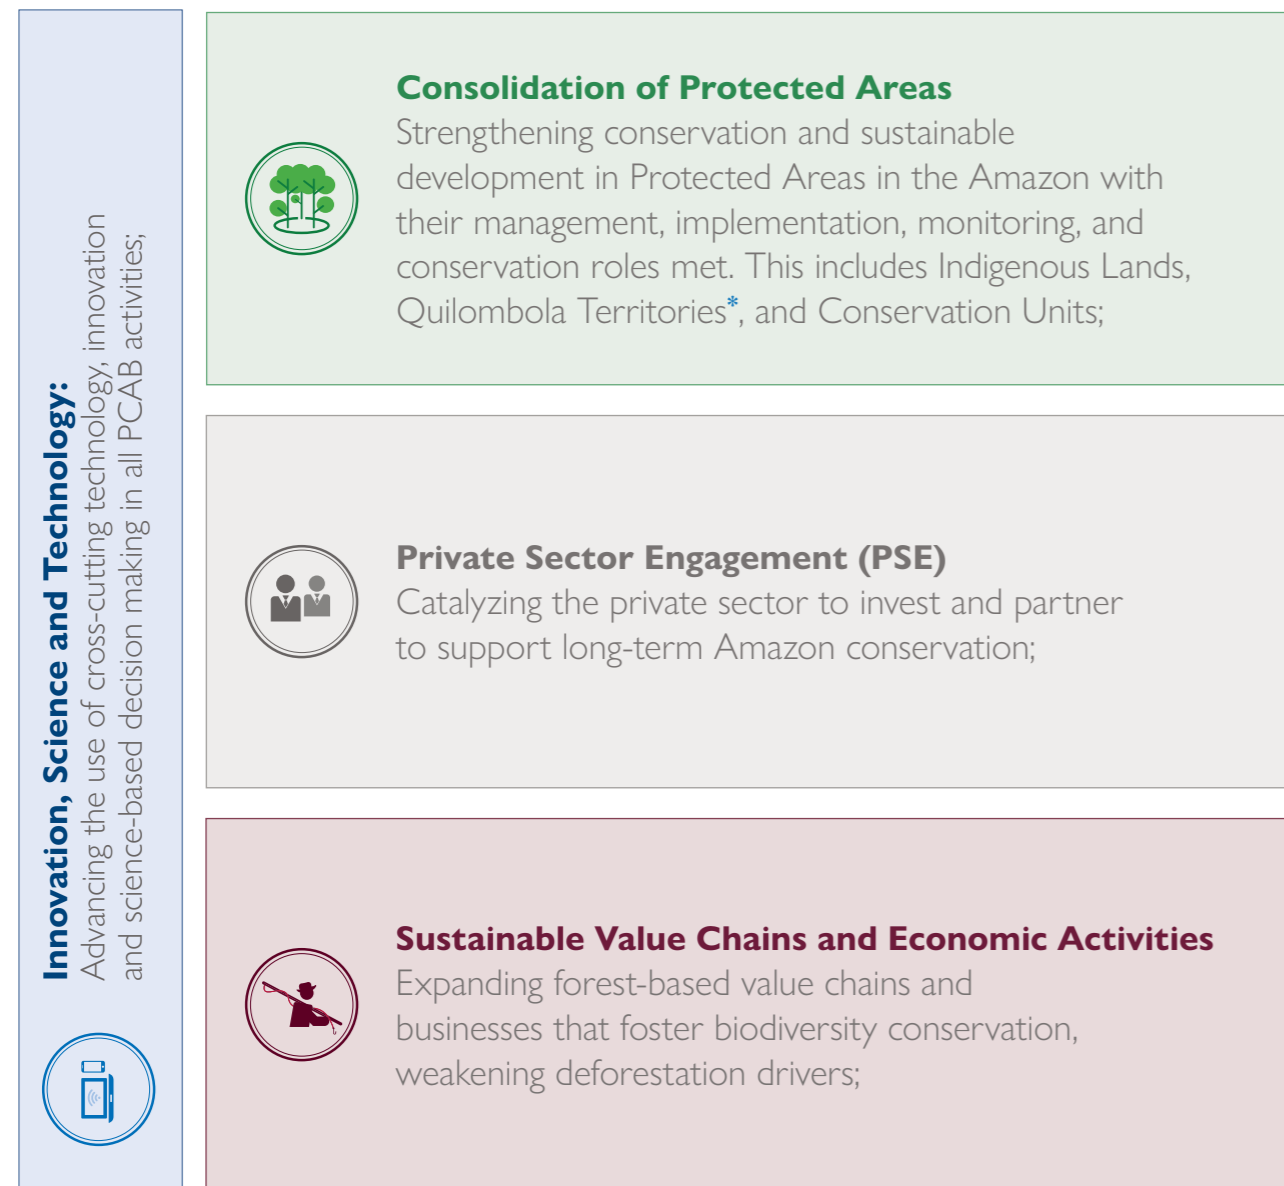 Innovation, Science and Technology:
Advancing the use of cross-cutting technology, innovation
and science-based decision making in all PCAB activities;
Consolidation of Protected Areas
Strengthening conservation and sustainable
development in Protected Areas in the Amazon with
their management, implementation, monitoring, and
conservation roles met. This includes Indigenous Lands,
Quilombola Territories*, and Conservation Units;
Private Sector Engagement (PSE)
Catalyzing the private sector to invest and partner
to support long-term Amazon conservation;
Sustainable Value Chains and Economic Activities
Expanding forest-based value chains and
businesses that foster biodiversity conservation,
weakening deforestation drivers;